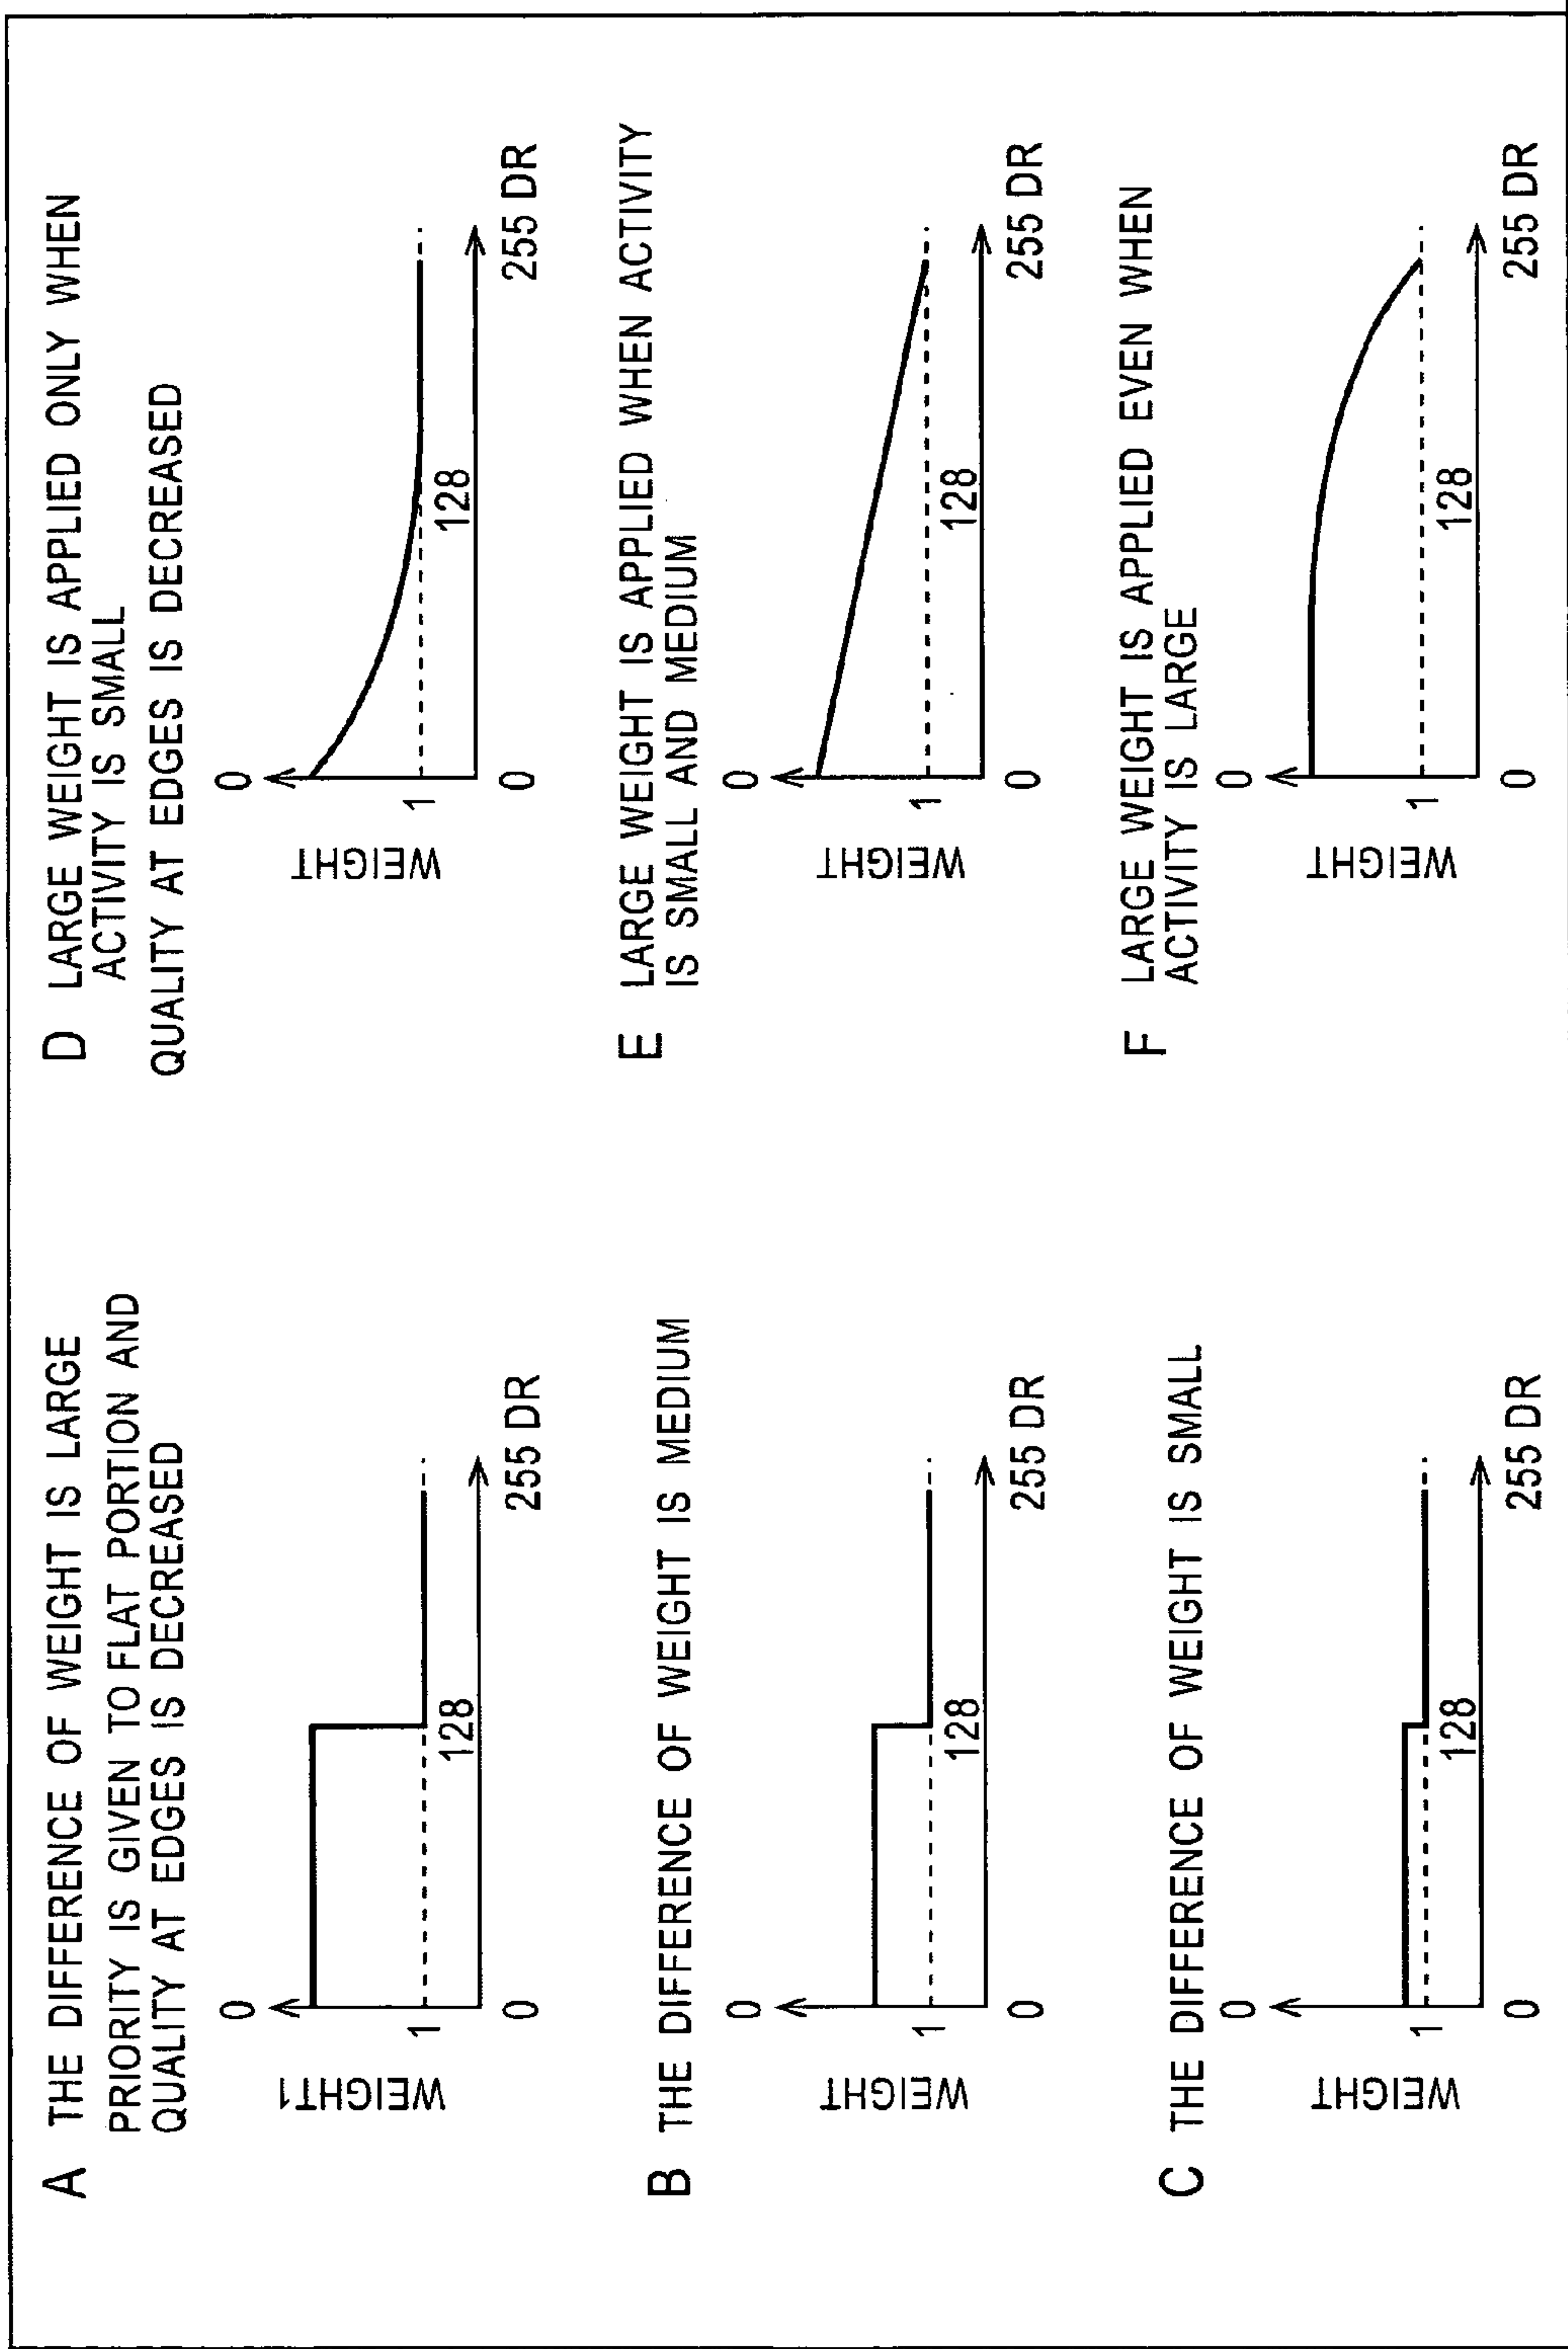 A THE DIFFERENCE OF WEIGHT IS LARGE
PRIORITY IS GIVEN TO FLAT PORTION AND
QUALITY AT EDGES IS DECREASED
0
WEIGHT1
1
128
0
255 DR
B THE DIFFERENCE OF WEIGHT IS MEDIUM
0
WEIGHT
1
128
0
255 DR
C THE DIFFERENCE OF WEIGHT IS SMALL
0
WEIGHT
1
128
0
255 DR
D LARGE WEIGHT IS APPLIED ONLY WHEN
ACTIVITY IS SMALL
QUALITY AT EDGES IS DECREASED
0
WEIGHT
1
128
0
255 DR
E LARGE WEIGHT IS APPLIED WHEN ACTIVITY
IS SMALL AND MEDIUM
0
WEIGHT
1
128
0
255 DR
F LARGE WEIGHT IS APPLIED EVEN WHEN
ACTIVITY IS LARGE
0
WEIGHT
1
128
0
255 DR